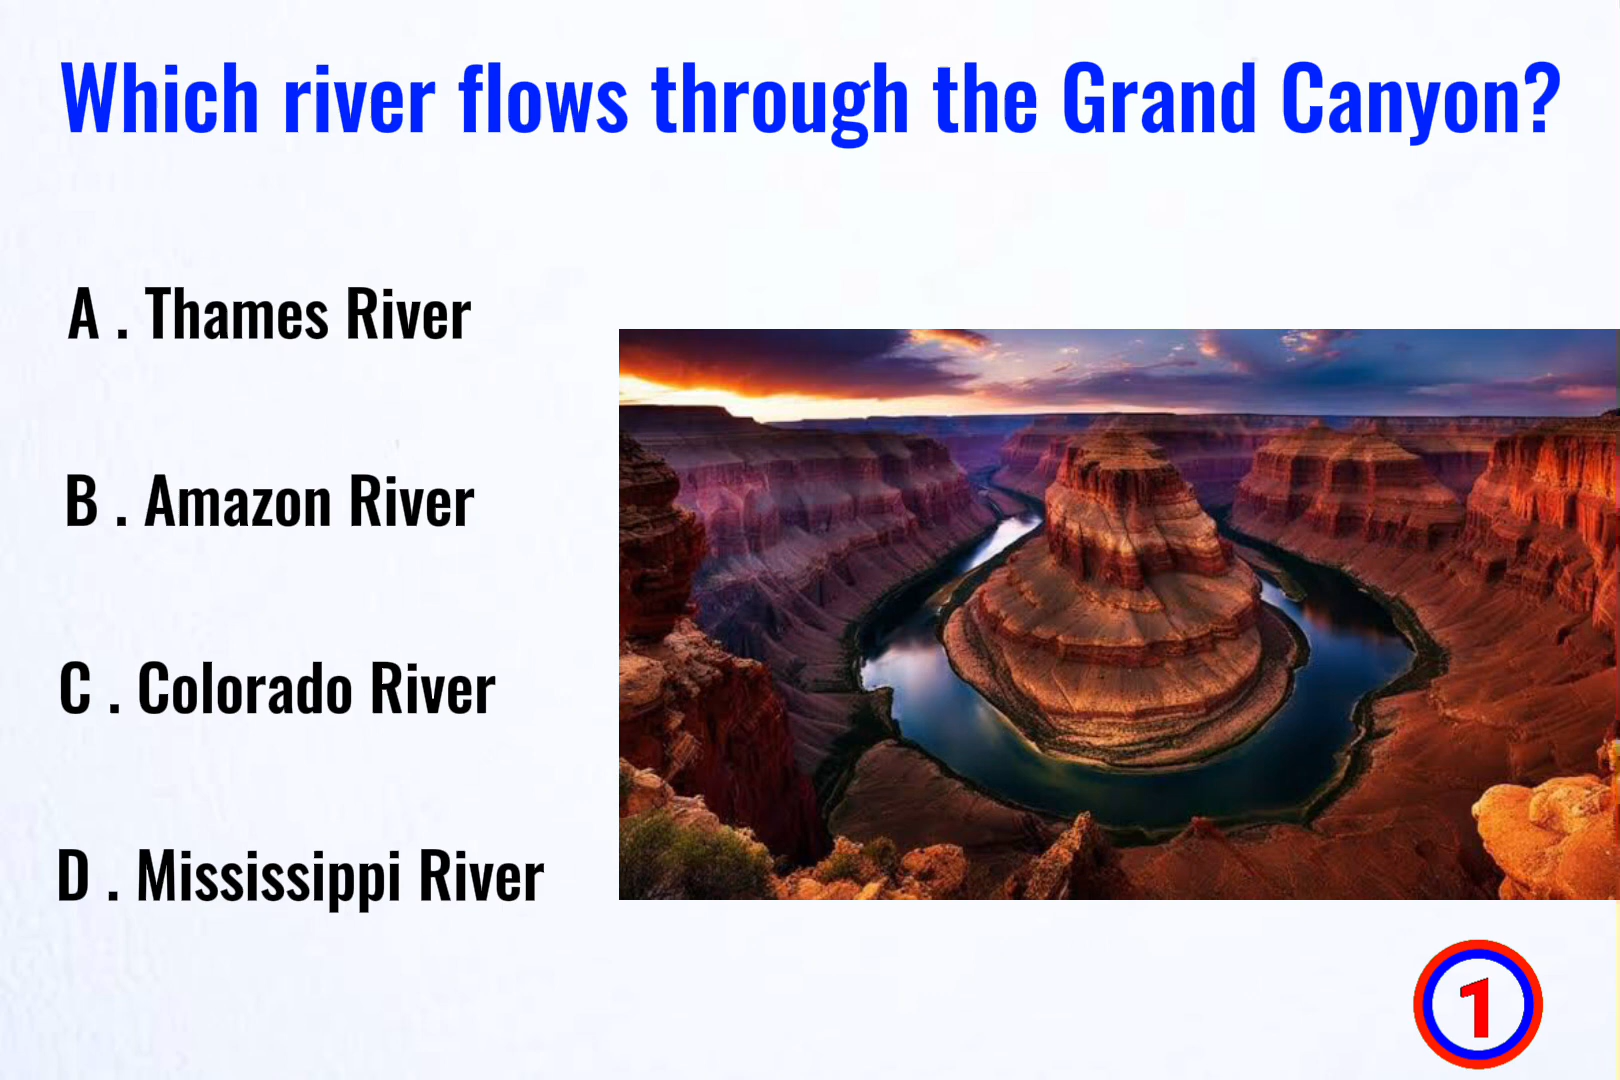 Which river flows through the Grand Canyon?
A . Thames River
B . Amazon River
C . Colorado River
D . Mississippi River
1